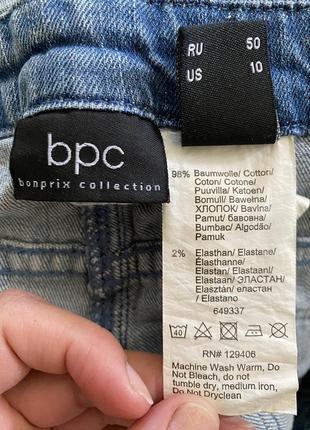 RU 50
US 10
bpc
bonprix collection
98% Baumwolle/ Cotton/
Coton/ Cotone/
Puuvilla/ Katoen/
Bomull/ Bawełna/
ХЛОПОК/ Bavlna/
Pamut/ бавовна/
Bumbac/ Algodão/
Pamuk
2% Elasthan/ Elastane/
Élasthanne/
Elastan/ Elastaan/
Elastaani/ ЭЛАСТАН/
Elasztán/ еластан
/ Elastano
649337
40
RN# 129406
Machine Wash Warm, Do
Not Bleach, do not
tumble dry, medium iron,
Do Not Dryclean